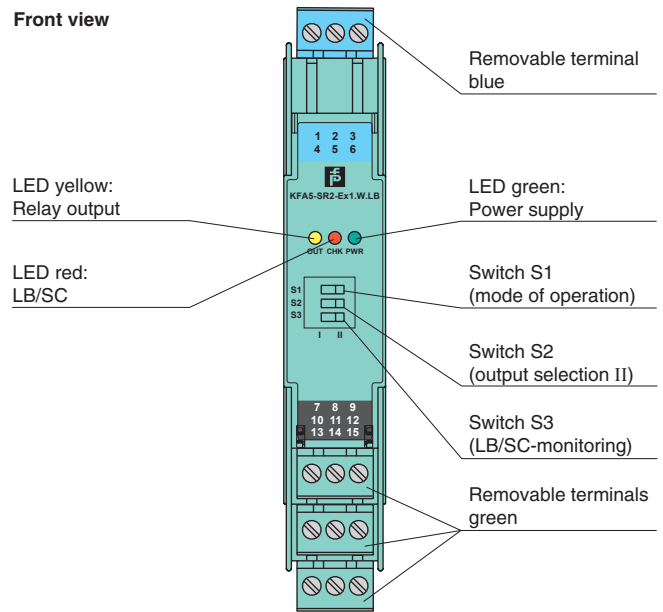 Front view
Removable terminal
blue
1 2 3
4 5 6
KFA5-SR2-Ex1.W.LB
LED yellow:
Relay output
LED green:
Power supply
OUT CHK PWR
LED red:
LB/SC
S1
S2
S3
I II
Switch S1
(mode of operation)
Switch S2
(output selection II)
Switch S3
(LB/SC-monitoring)
7 8 9
10 11 12
13 14 15
Removable terminals
green